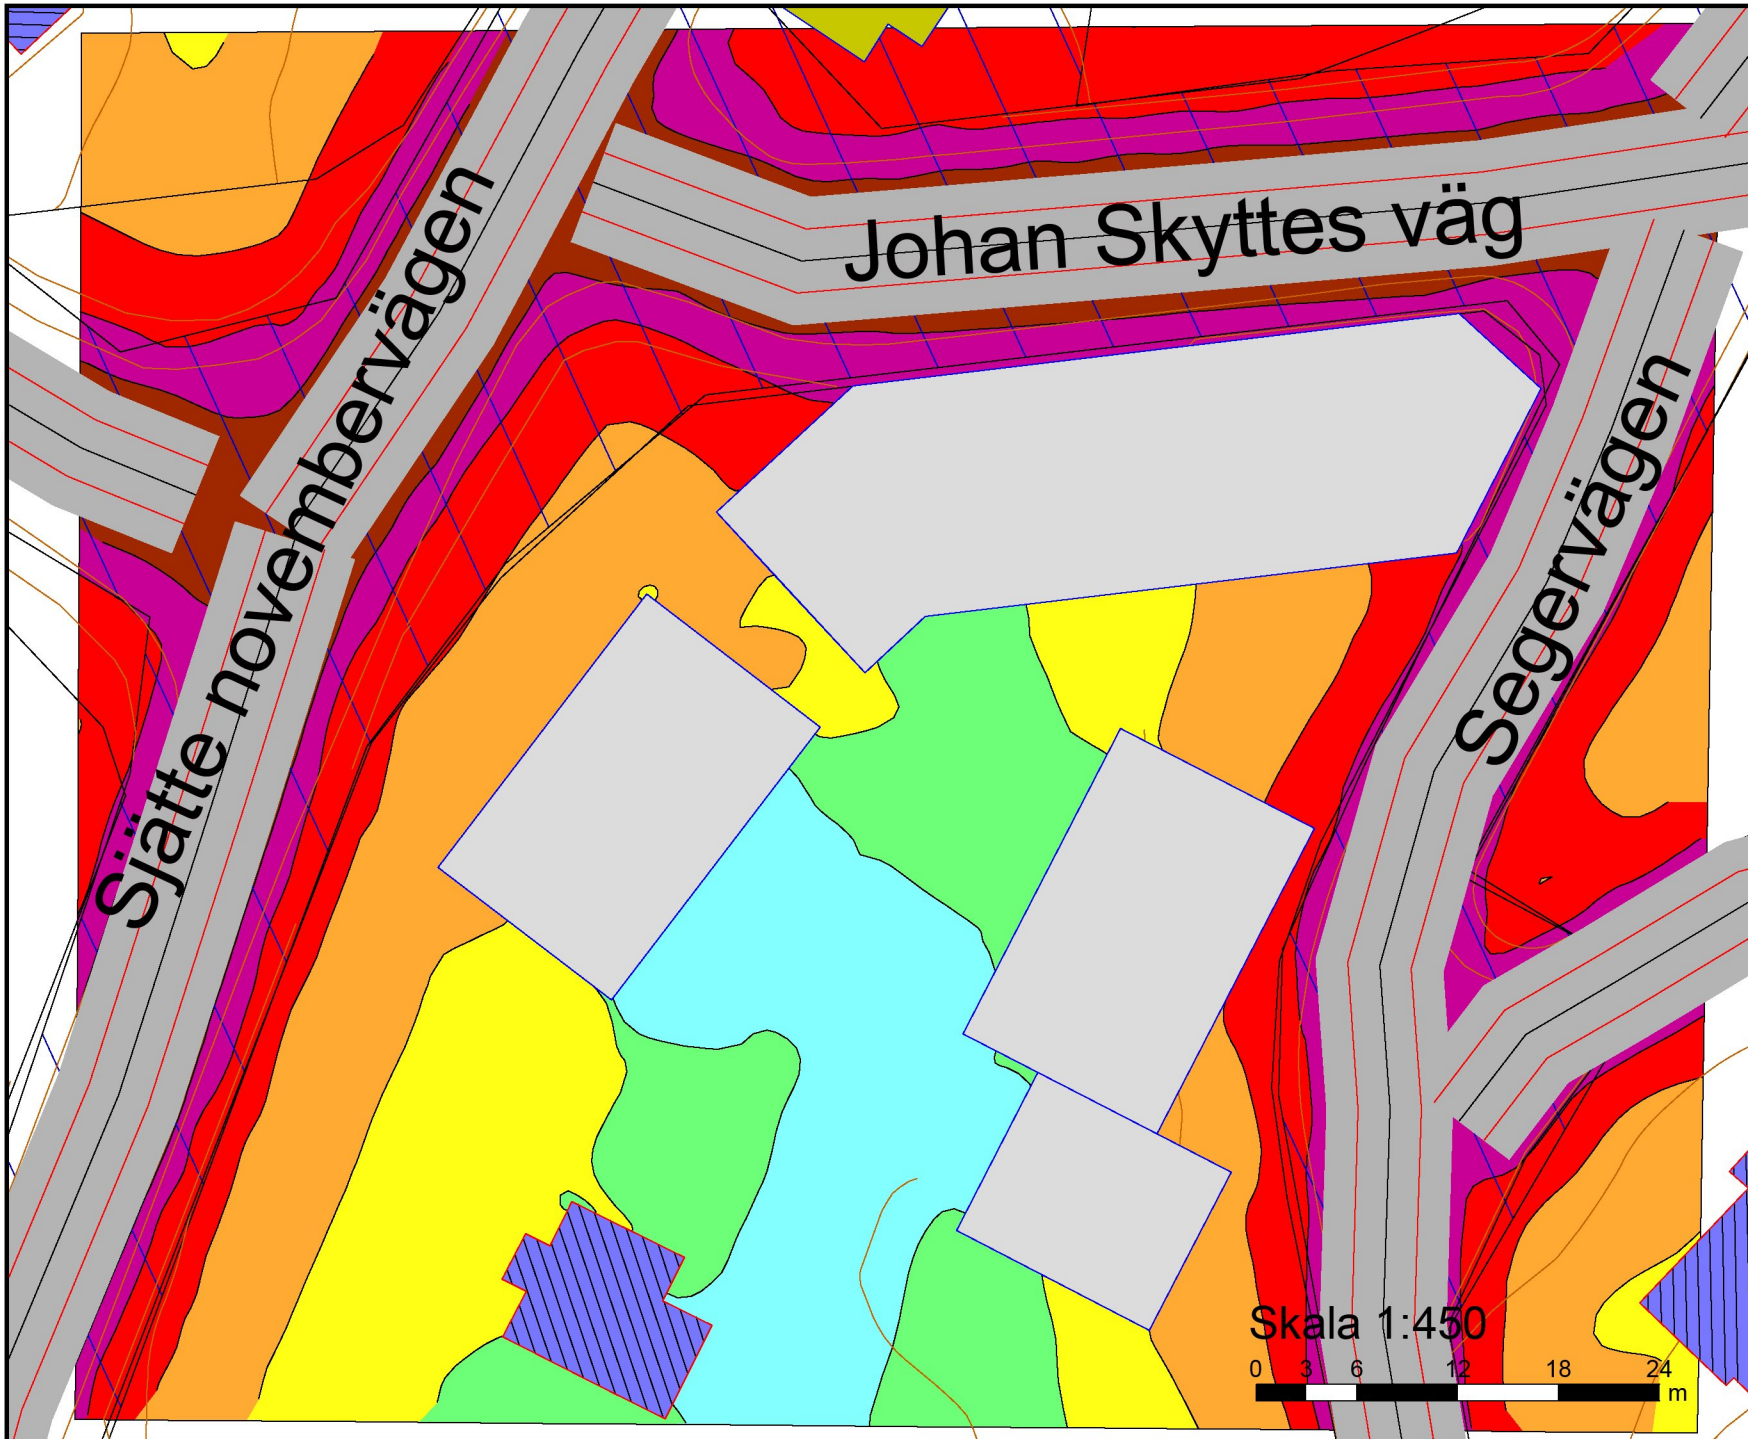 Johan Skyttes väg
Sjätte novembervägen
Segervägen
Skala 1:450
0 3 6 12 18 24
m